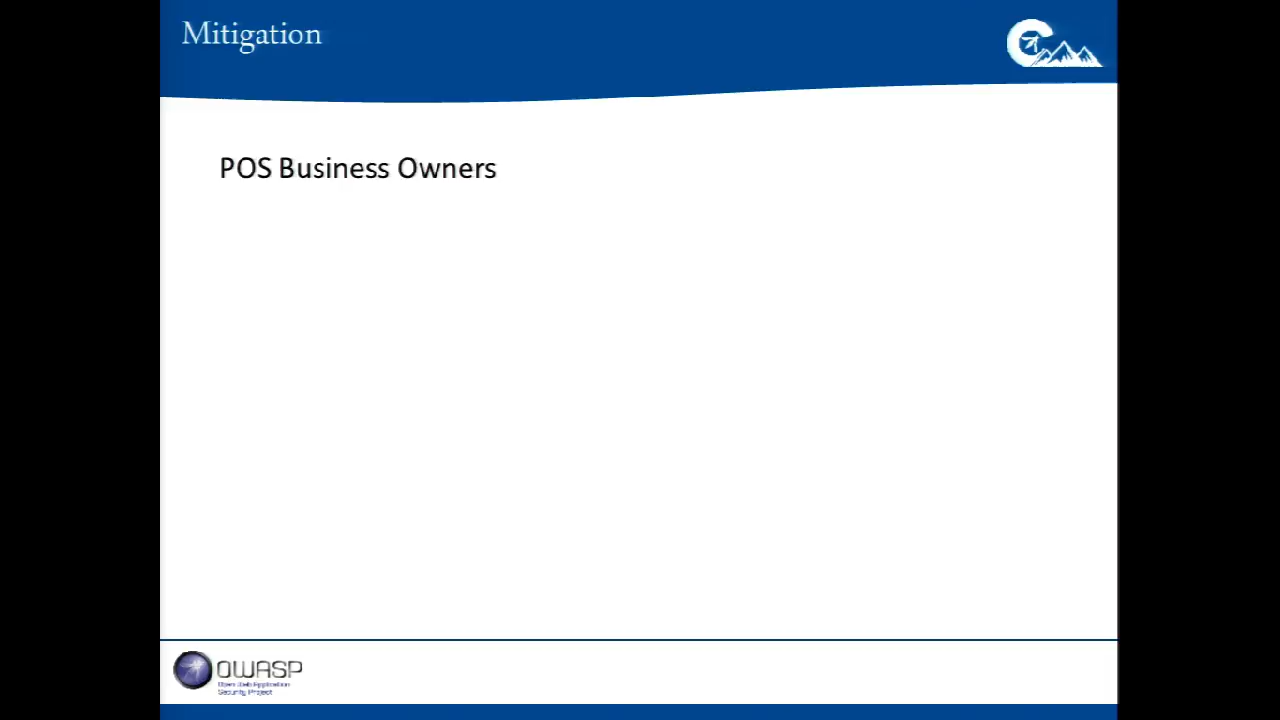 Mitigation
POS Business Owners
OWASP
Open Web Application
Security Project